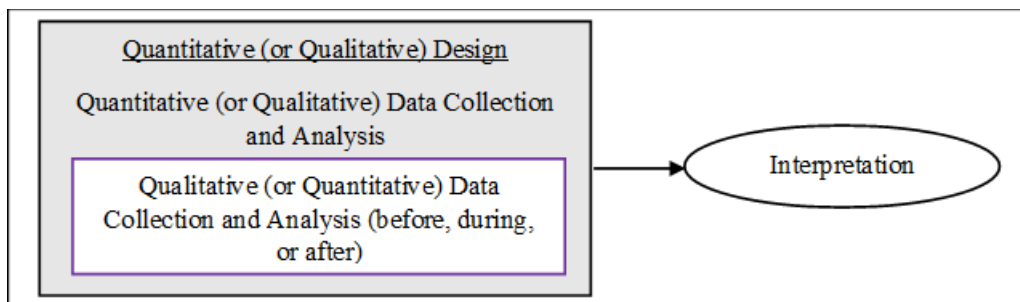 Quantitative (or Qualitative) Design
Quantitative (or Qualitative) Data Collection
and Analysis
Qualitative (or Quantitative) Data
Collection and Analysis (before, during,
or after)
Interpretation